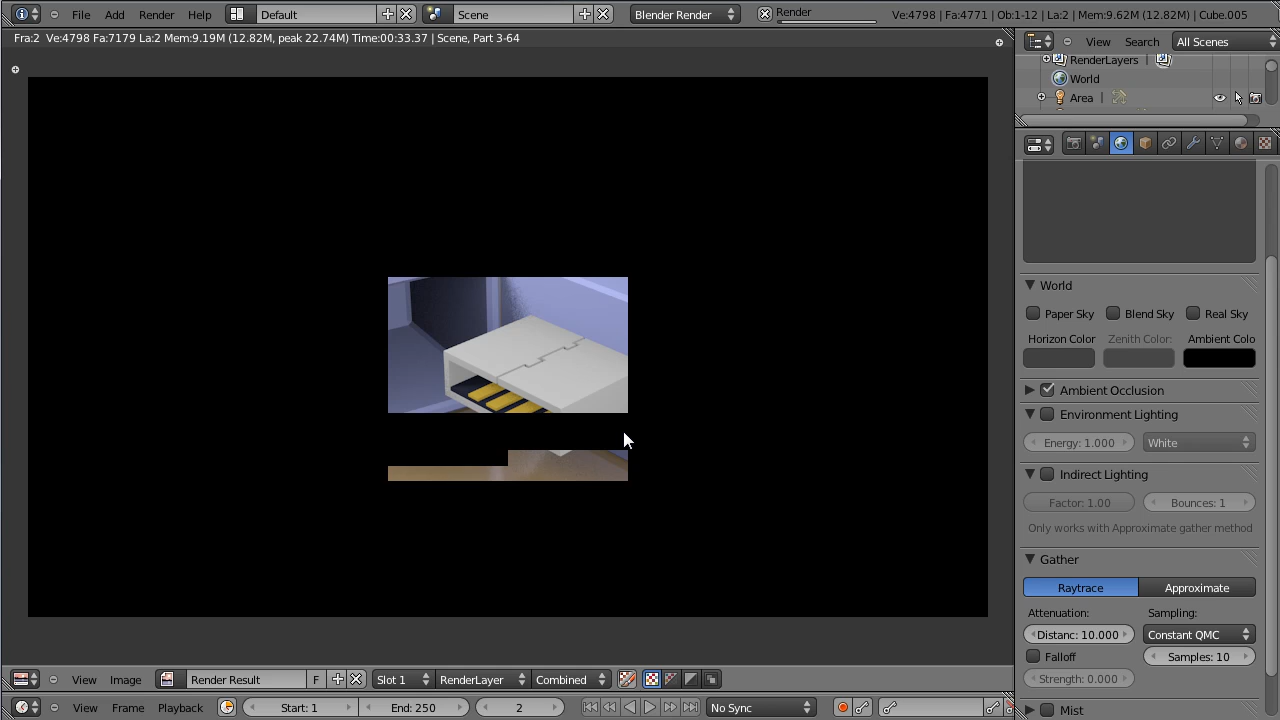 File Add Render Help Default Scene Blender Render Render Ve:4798 | Fa:4771 | Ob:1-12 | La:2 | Mem:9.62M (12.82M) | Cube.005
Fra:2 Ve:4798 Fa:7179 La:2 Mem:9.19M (12.82M, peak 22.74M) Time:00:33.37 | Scene, Part 3-64
View Search All Scenes
RenderLayers |
World
Area |
World
Paper Sky Blend Sky Real Sky
Horizon Color Zenith Color: Ambient Colo
Ambient Occlusion
Environment Lighting
Energy: 1.000 White
Indirect Lighting
Factor: 1.00 Bounces: 1
Only works with Approximate gather method
Gather
Raytrace Approximate
Attenuation: Sampling:
Distanc: 10.000 Constant QMC
Falloff Samples: 10
Strength: 0.000
Mist
View Image Render Result F Slot 1 RenderLayer Combined
View Frame Playback Start: 1 End: 250 2 No Sync